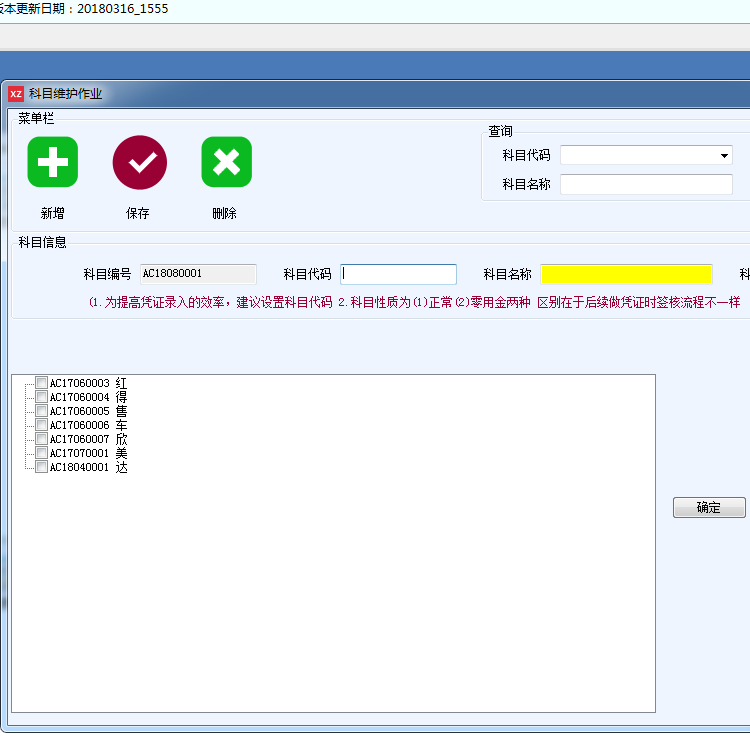 版本更新日期：20180316_1555
XZ 科目维护作业
菜单栏
查询
科目代码
科目名称
新增 保存 删除
科目信息
科目编号 AC18080001 科目代码 科目名称 科
(1.为提高凭证录入的效率，建议设置科目代码 2.科目性质为(1)正常(2)零用金两种 区别在于后续做凭证时签核流程不一样
AC17060003 红
AC17060004 得
AC17060005 售
AC17060006 车
AC17060007 欣
AC17070001 美
AC18040001 达
确定